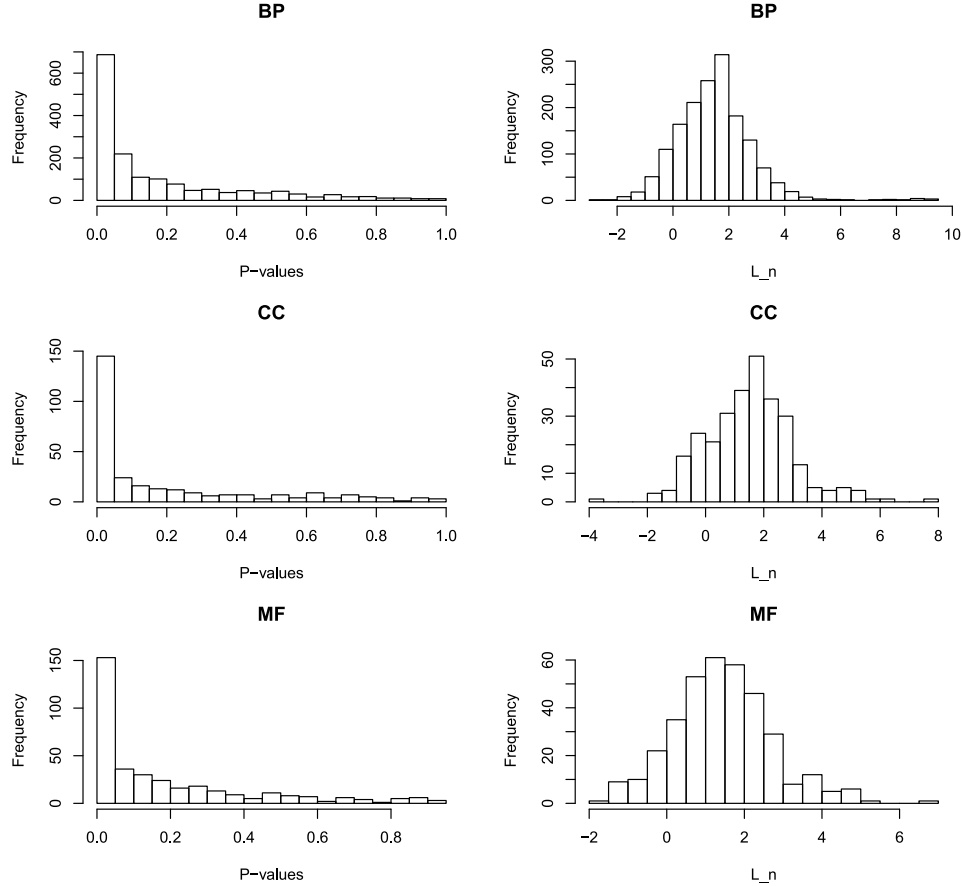 BP
Frequency
0 200 400 600
0.0 0.2 0.4 0.6 0.8 1.0
P−values
BP
Frequency
0 100 200 300
−2 0 2 4 6 8 10
L_n
CC
Frequency
0 50 100 150
0.0 0.2 0.4 0.6 0.8 1.0
P−values
CC
Frequency
0 10 30 50
−4 −2 0 2 4 6 8
L_n
MF
Frequency
0 50 100 150
0.0 0.2 0.4 0.6 0.8
P−values
MF
Frequency
0 20 40 60
−2 0 2 4 6
L_n